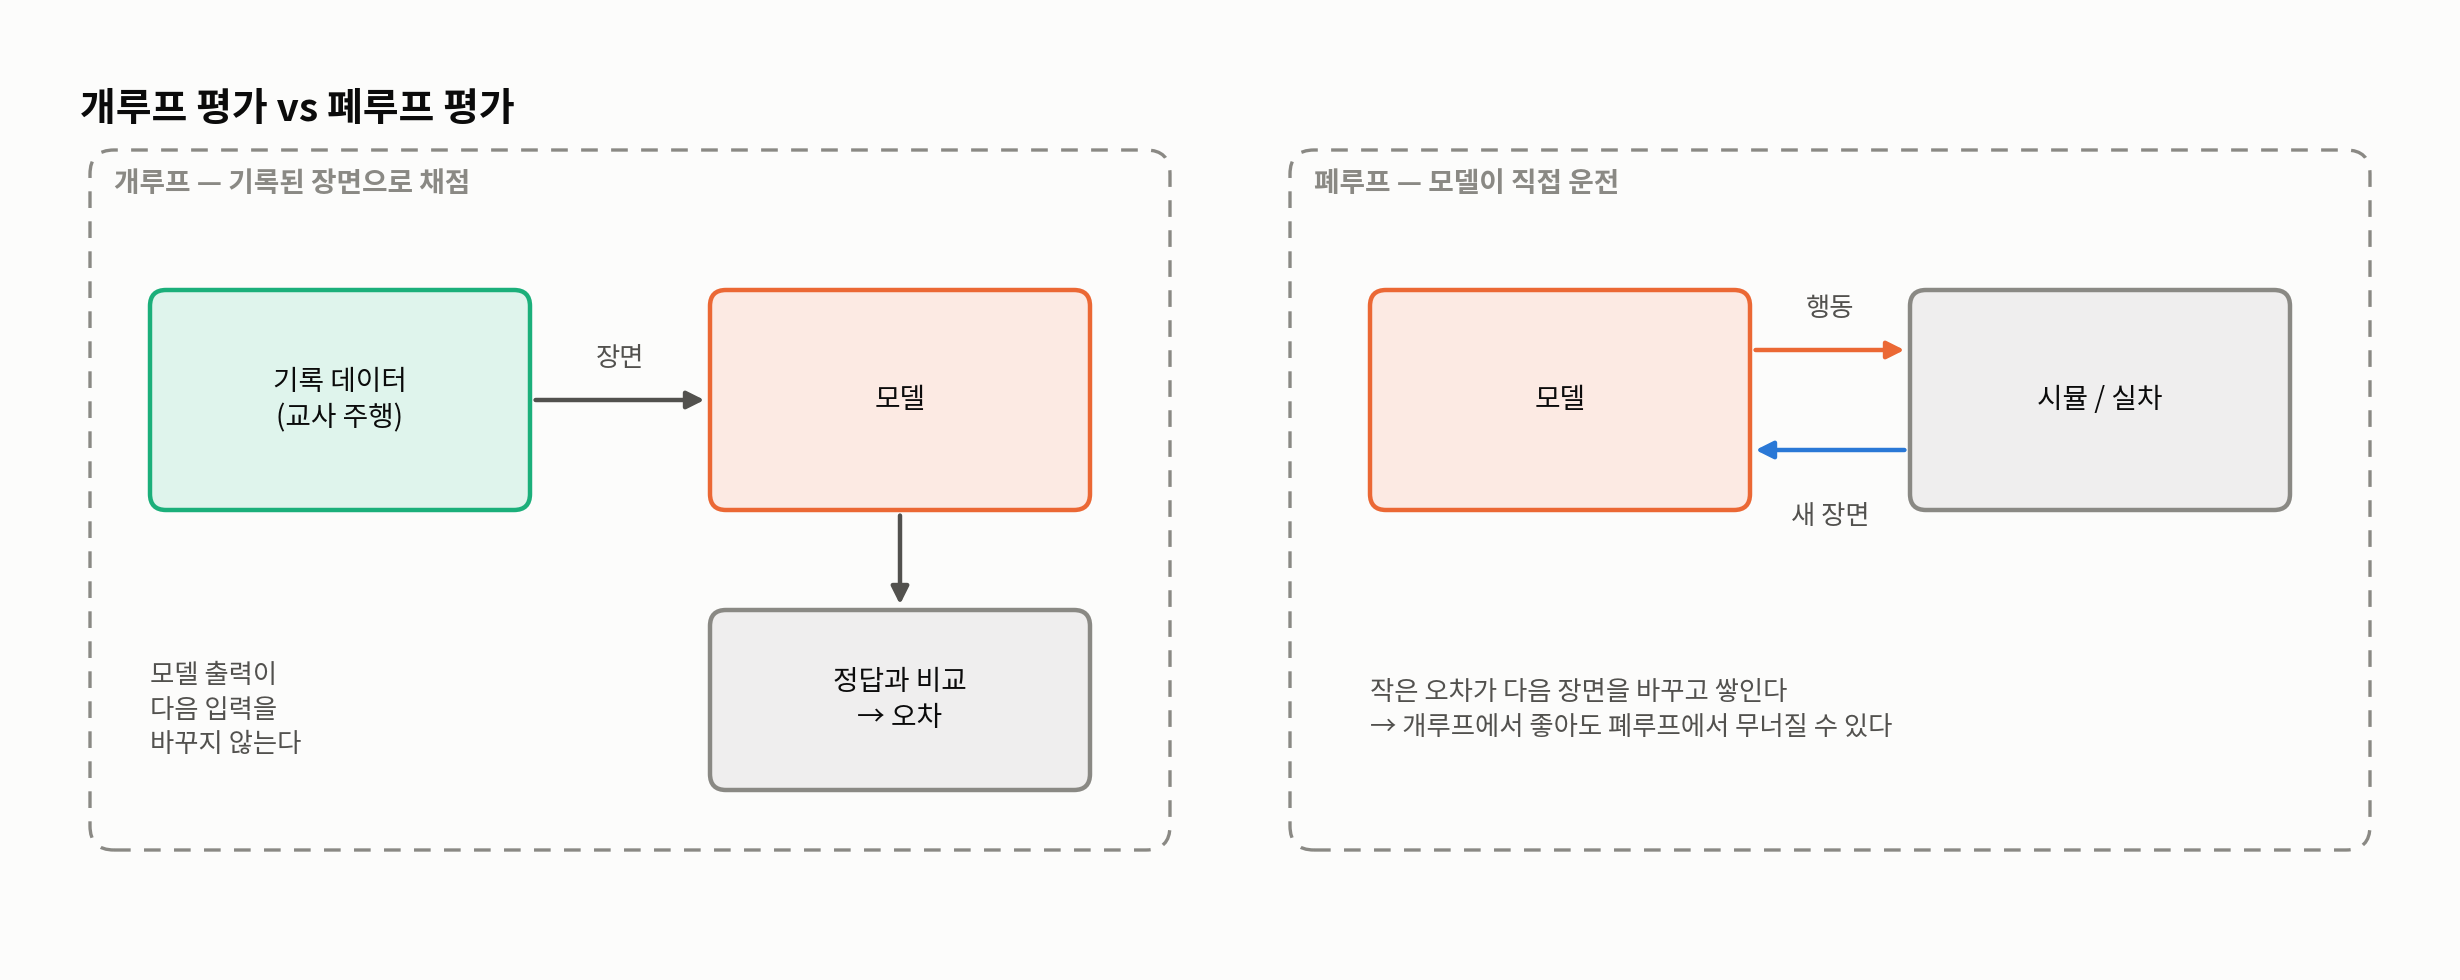 개루프 평가 vs 폐루프 평가
개루프 — 기록된 장면으로 채점
기록 데이터
(교사 주행)
장면
모델
정답과 비교
→ 오차
모델 출력이
다음 입력을
바꾸지 않는다
폐루프 — 모델이 직접 운전
모델
행동
새 장면
시뮬 / 실차
작은 오차가 다음 장면을 바꾸고 쌓인다
→ 개루프에서 좋아도 폐루프에서 무너질 수 있다